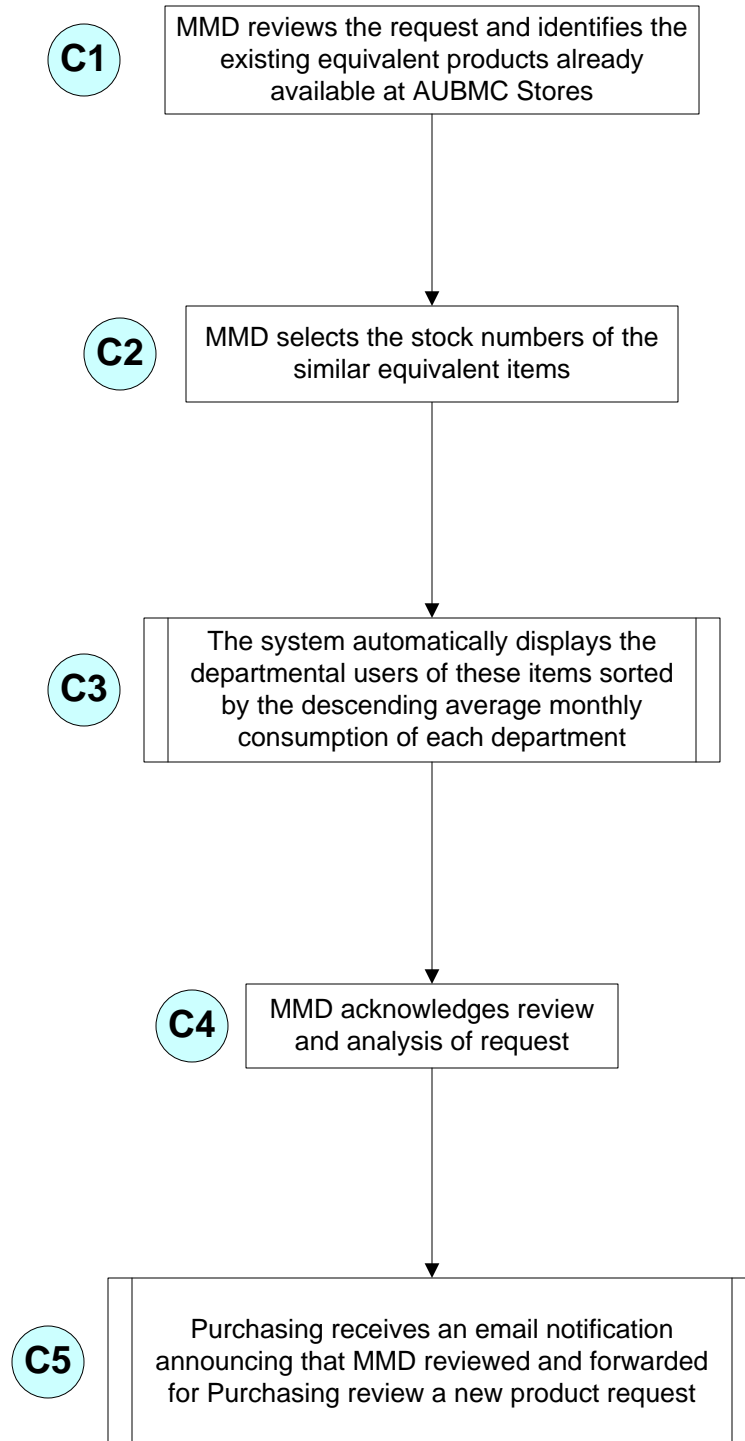 C1
MMD reviews the request and identifies the
existing equivalent products already
available at AUBMC Stores
C2
MMD selects the stock numbers of the
similar equivalent items
C3
The system automatically displays the
departmental users of these items sorted
by the descending average monthly
consumption of each department
C4
MMD acknowledges review
and analysis of request
C5
Purchasing receives an email notification
announcing that MMD reviewed and forwarded
for Purchasing review a new product request